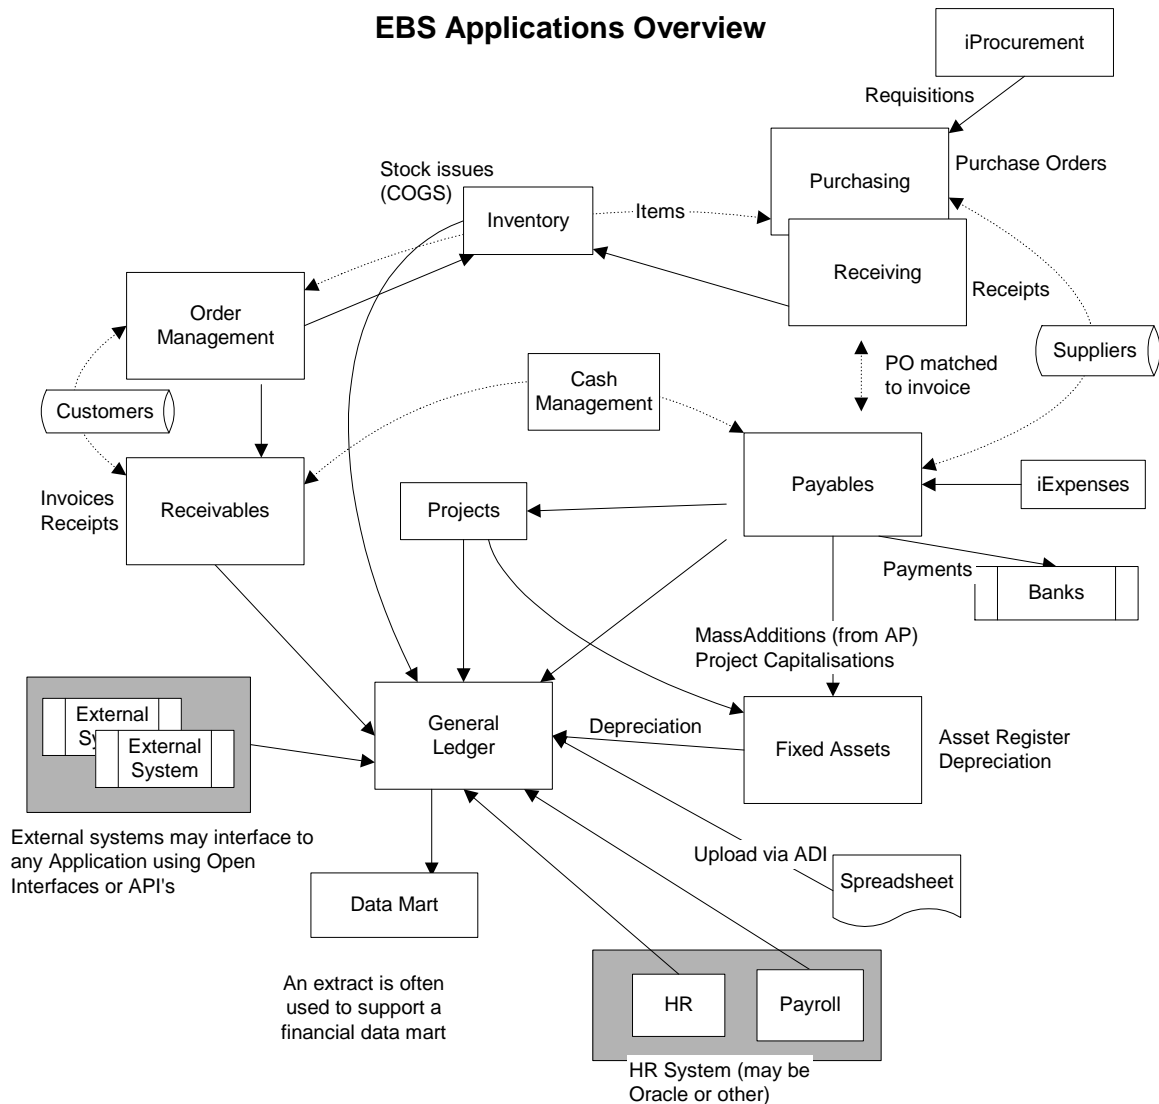 EBS Applications Overview
iProcurement
Requisitions
Purchasing
Purchase Orders
Stock issues
(COGS)
Inventory
Items
Receiving
Receipts
Order
Management
Suppliers
PO matched
to invoice
Cash
Management
Customers
Payables
iExpenses
Invoices
Receipts
Receivables
Projects
Payments
Banks
MassAdditions (from AP)
Project Capitalisations
External
Sy
External
System
General
Ledger
Depreciation
Fixed Assets
Asset Register
Depreciation
External systems may interface to
any Application using Open
Interfaces or API's
Upload via ADI
Spreadsheet
Data Mart
An extract is often
used to support a
financial data mart
HR
Payroll
HR System (may be
Oracle or other)